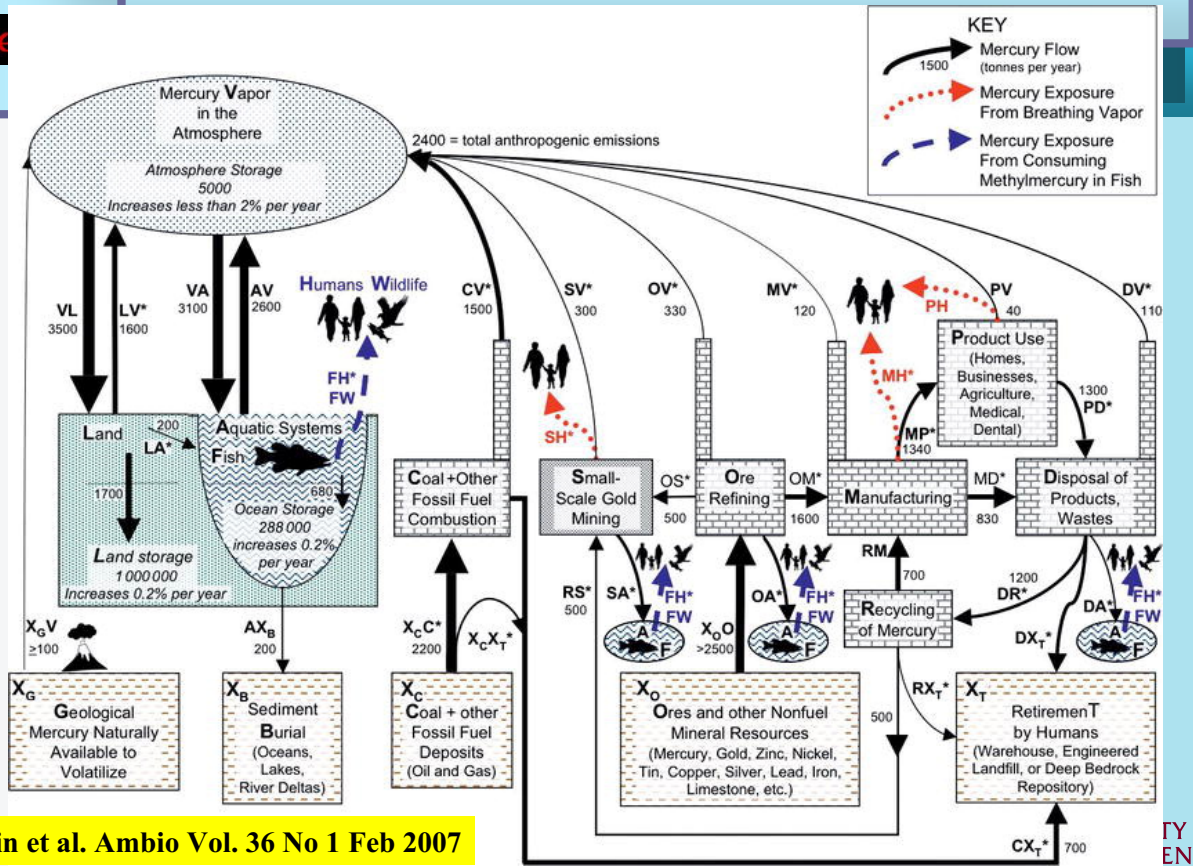 e
KEY
Mercury Flow
1500
(tonnes per year)
Mercury Exposure
From Breathing Vapor
Mercury Exposure
From Consuming
Methylmercury in Fish
Mercury Vapor
in the
Atmosphere
Atmosphere Storage
5000
Increases less than 2% per year
2400 = total anthropogenic emissions
VL
3500
LV*
1600
VA
3100
AV
2600
Humans Wildlife
FH*
FW
CV*
1500
SV*
300
OV*
330
MV*
120
PV
40
DV*
110
PH
MH*
SH*
Product Use
(Homes,
Businesses,
Agriculture,
Medical,
Dental)
1300
PD*
MP*
1340
Land
200
LA*
Aquatic Systems
Fish
680
1700
Ocean Storage
288 000
increases 0.2%
per year
Land storage
1 000 000
Increases 0.2% per year
Coal +Other
Fossil Fuel
Combustion
Small-
Scale Gold
Mining
OS*
500
Ore
Refining
OM*
1600
Manufacturing
MD*
830
Disposal of
Products,
Wastes
XGV
≥100
AXB
200
XCC*
2200
XCXT*
RS*
500
SA*
FH*
FW
A
F
XOO
>2500
OA*
FH*
FW
A
F
RM
700
Recycling
of Mercury
1200
DR*
DXT*
DA*
FH*
FW
A
F
RXT*
500
XG
Geological
Mercury Naturally
Available to
Volatilize
XB
Sediment
Burial
(Oceans,
Lakes,
River Deltas)
XC
Coal + other
Fossil Fuel
Deposits
(Oil and Gas)
XO
Ores and other Nonfuel
Mineral Resources
(Mercury, Gold, Zinc, Nickel,
Tin, Copper, Silver, Lead, Iron,
Limestone, etc.)
XT
RetiremenT
by Humans
(Warehouse, Engineered
Landfill, or Deep Bedrock
Repository)
CXT*
700
in et al. Ambio Vol. 36 No 1 Feb 2007
TY
EN